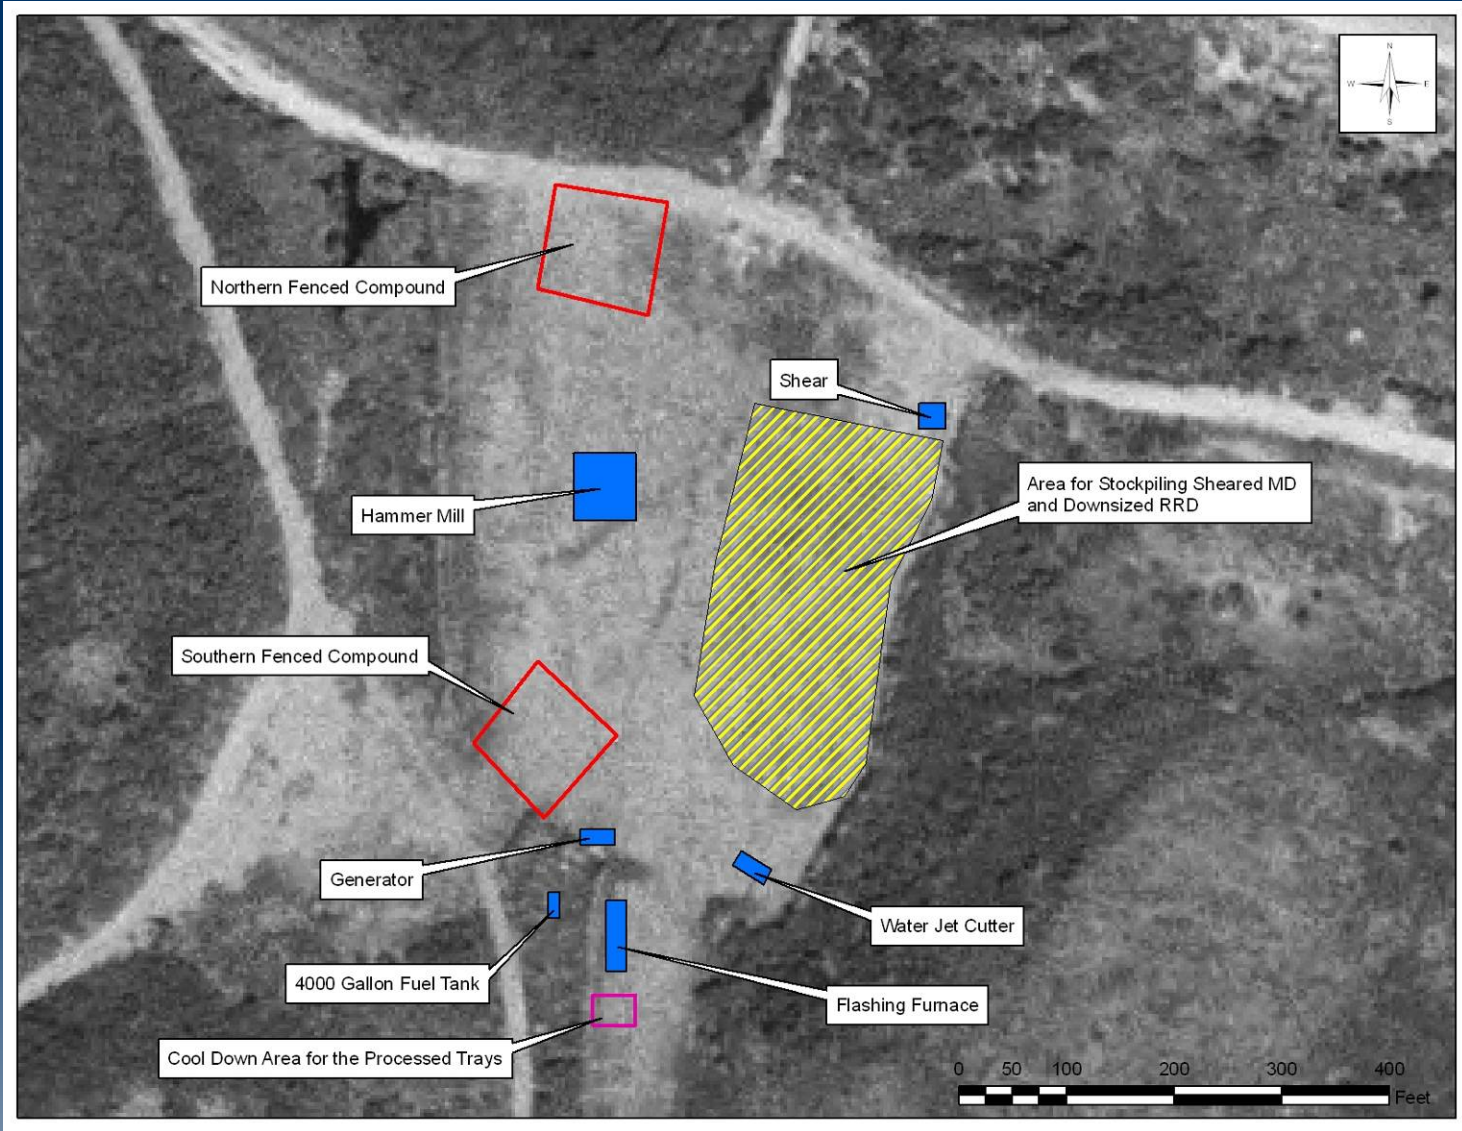 N
W E
S
Northern Fenced Compound
Shear
Area for Stockpiling Sheared MD
and Downsized RRD
Hammer Mill
Southern Fenced Compound
Generator
Water Jet Cutter
4000 Gallon Fuel Tank
Flashing Furnace
Cool Down Area for the Processed Trays
0 50 100 200 300 400
Feet